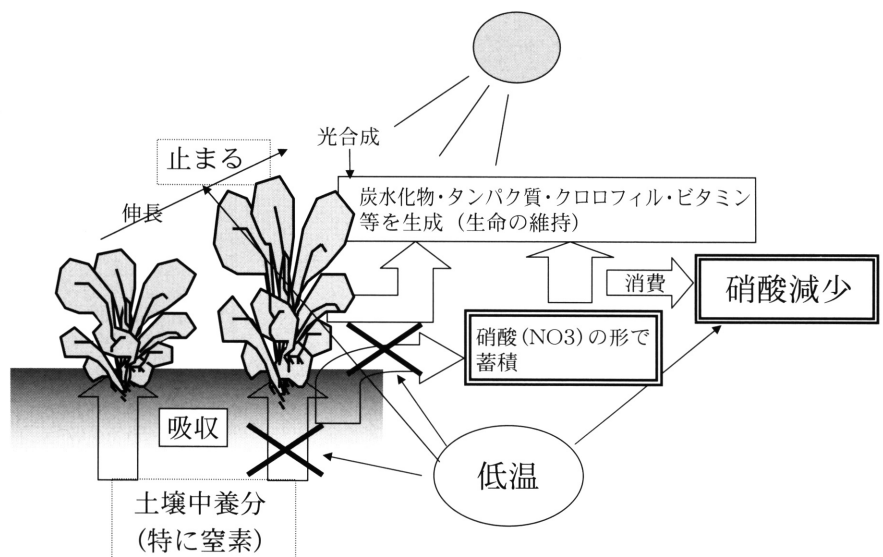 光合成
止まる
伸長
炭水化物・タンパク質・クロロフィル・ビタミン
等を生成（生命の維持）
消費
硝酸減少
硝酸（NO3）の形で
蓄積
吸収
低温
土壌中養分
（特に窒素）